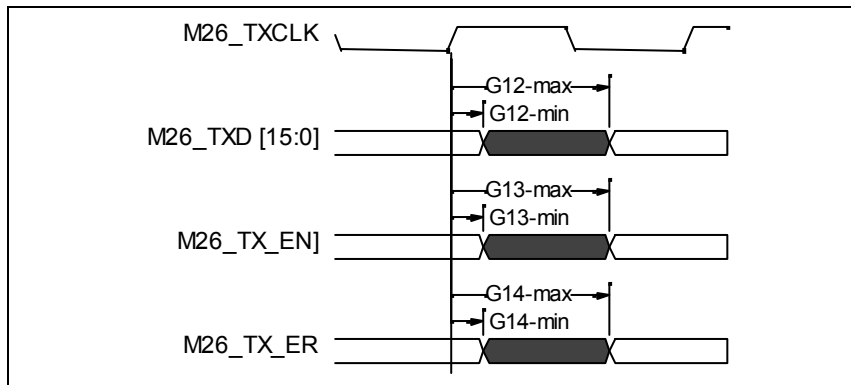 M26_TXCLK
G12-max
G12-min
M26_TXD [15:0]
G13-max
G13-min
M26_TX_EN]
G14-max
G14-min
M26_TX_ER